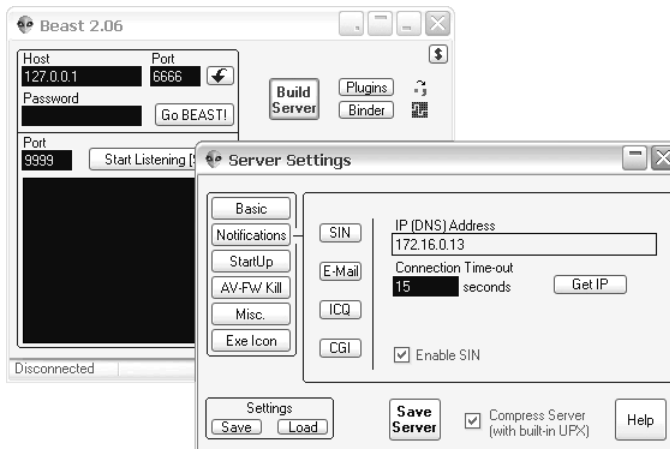 Beast 2.06
Host Port
127.0.0.1 6666
Password
Go BEAST!
Build
Server
Plugins
Binder
$
Port
9999 Start Listening [S
Disconnected
Server Settings
Basic
Notifications
StartUp
AV-FW Kill
Misc.
Exe Icon
SIN
E-Mail
ICQ
CGI
IP (DNS) Address
172.16.0.13
Connection Time-out
15 seconds Get IP
Enable SIN
Settings
Save Load
Save
Server
Compress Server
(with built-in UPX)
Help